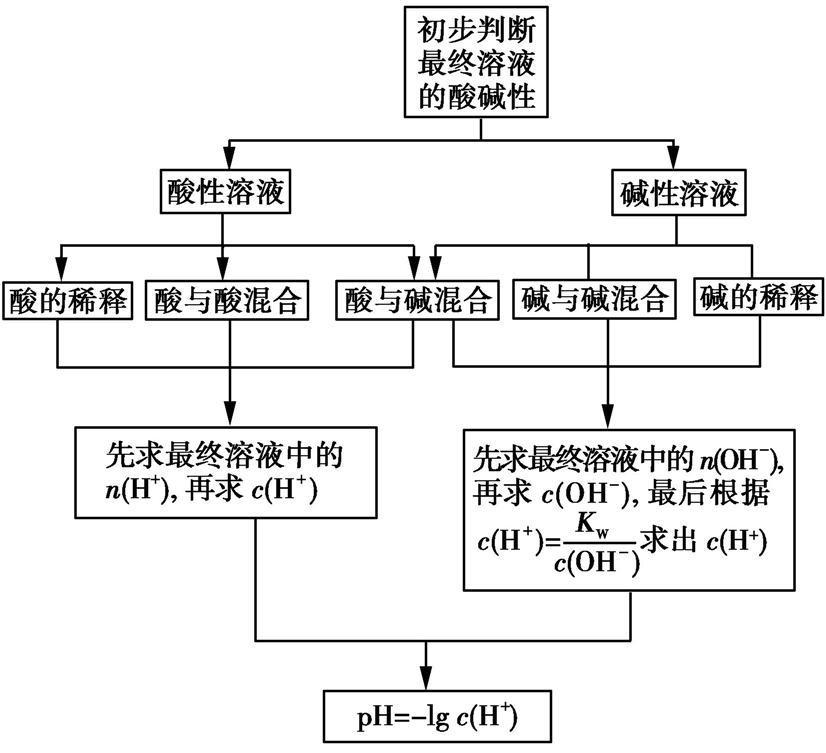 初步判断
最终溶液
的酸碱性
酸性溶液
碱性溶液
酸的稀释
酸与酸混合
酸与碱混合
碱与碱混合
碱的稀释
先求最终溶液中的
n(H⁺), 再求 c(H⁺)
先求最终溶液中的 n(OH⁻),
再求 c(OH⁻), 最后根据
c(H⁺)=K_w/c(OH⁻) 求出 c(H⁺)
pH=-lg c(H⁺)